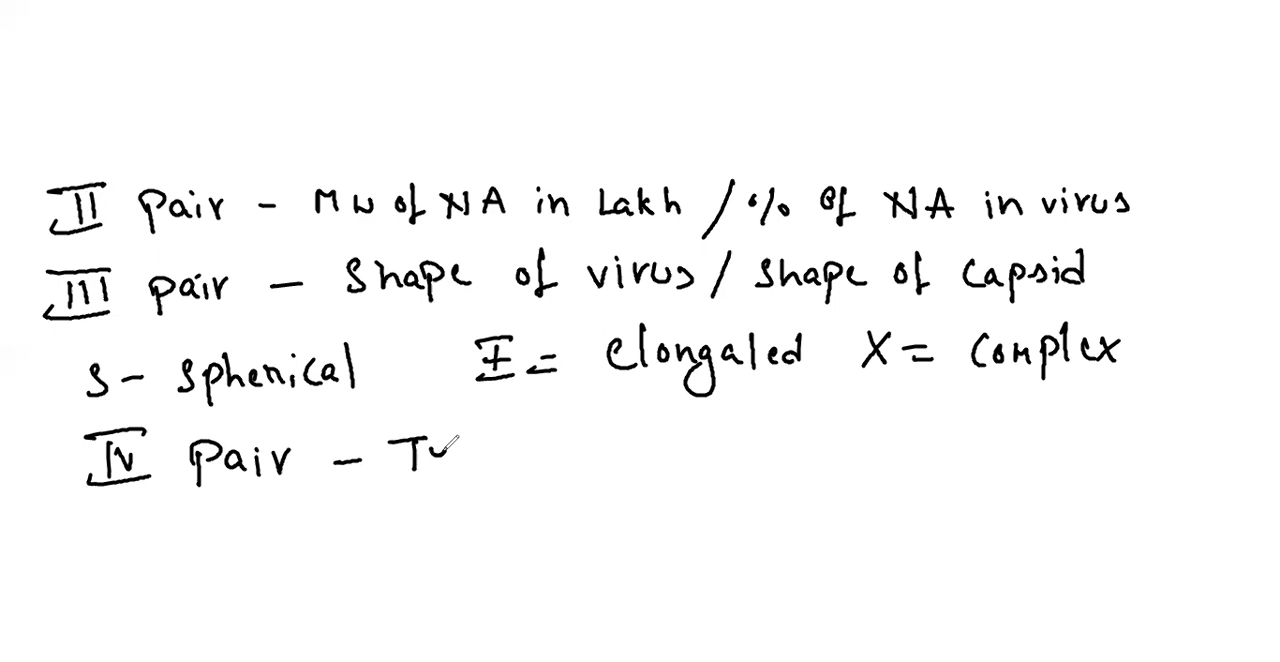 II Pair - MW of NA in Lakh / % of NA in virus
III pair - Shape of virus / shape of capsid
S - spherical I = elongaled X = complex
IV Pair -